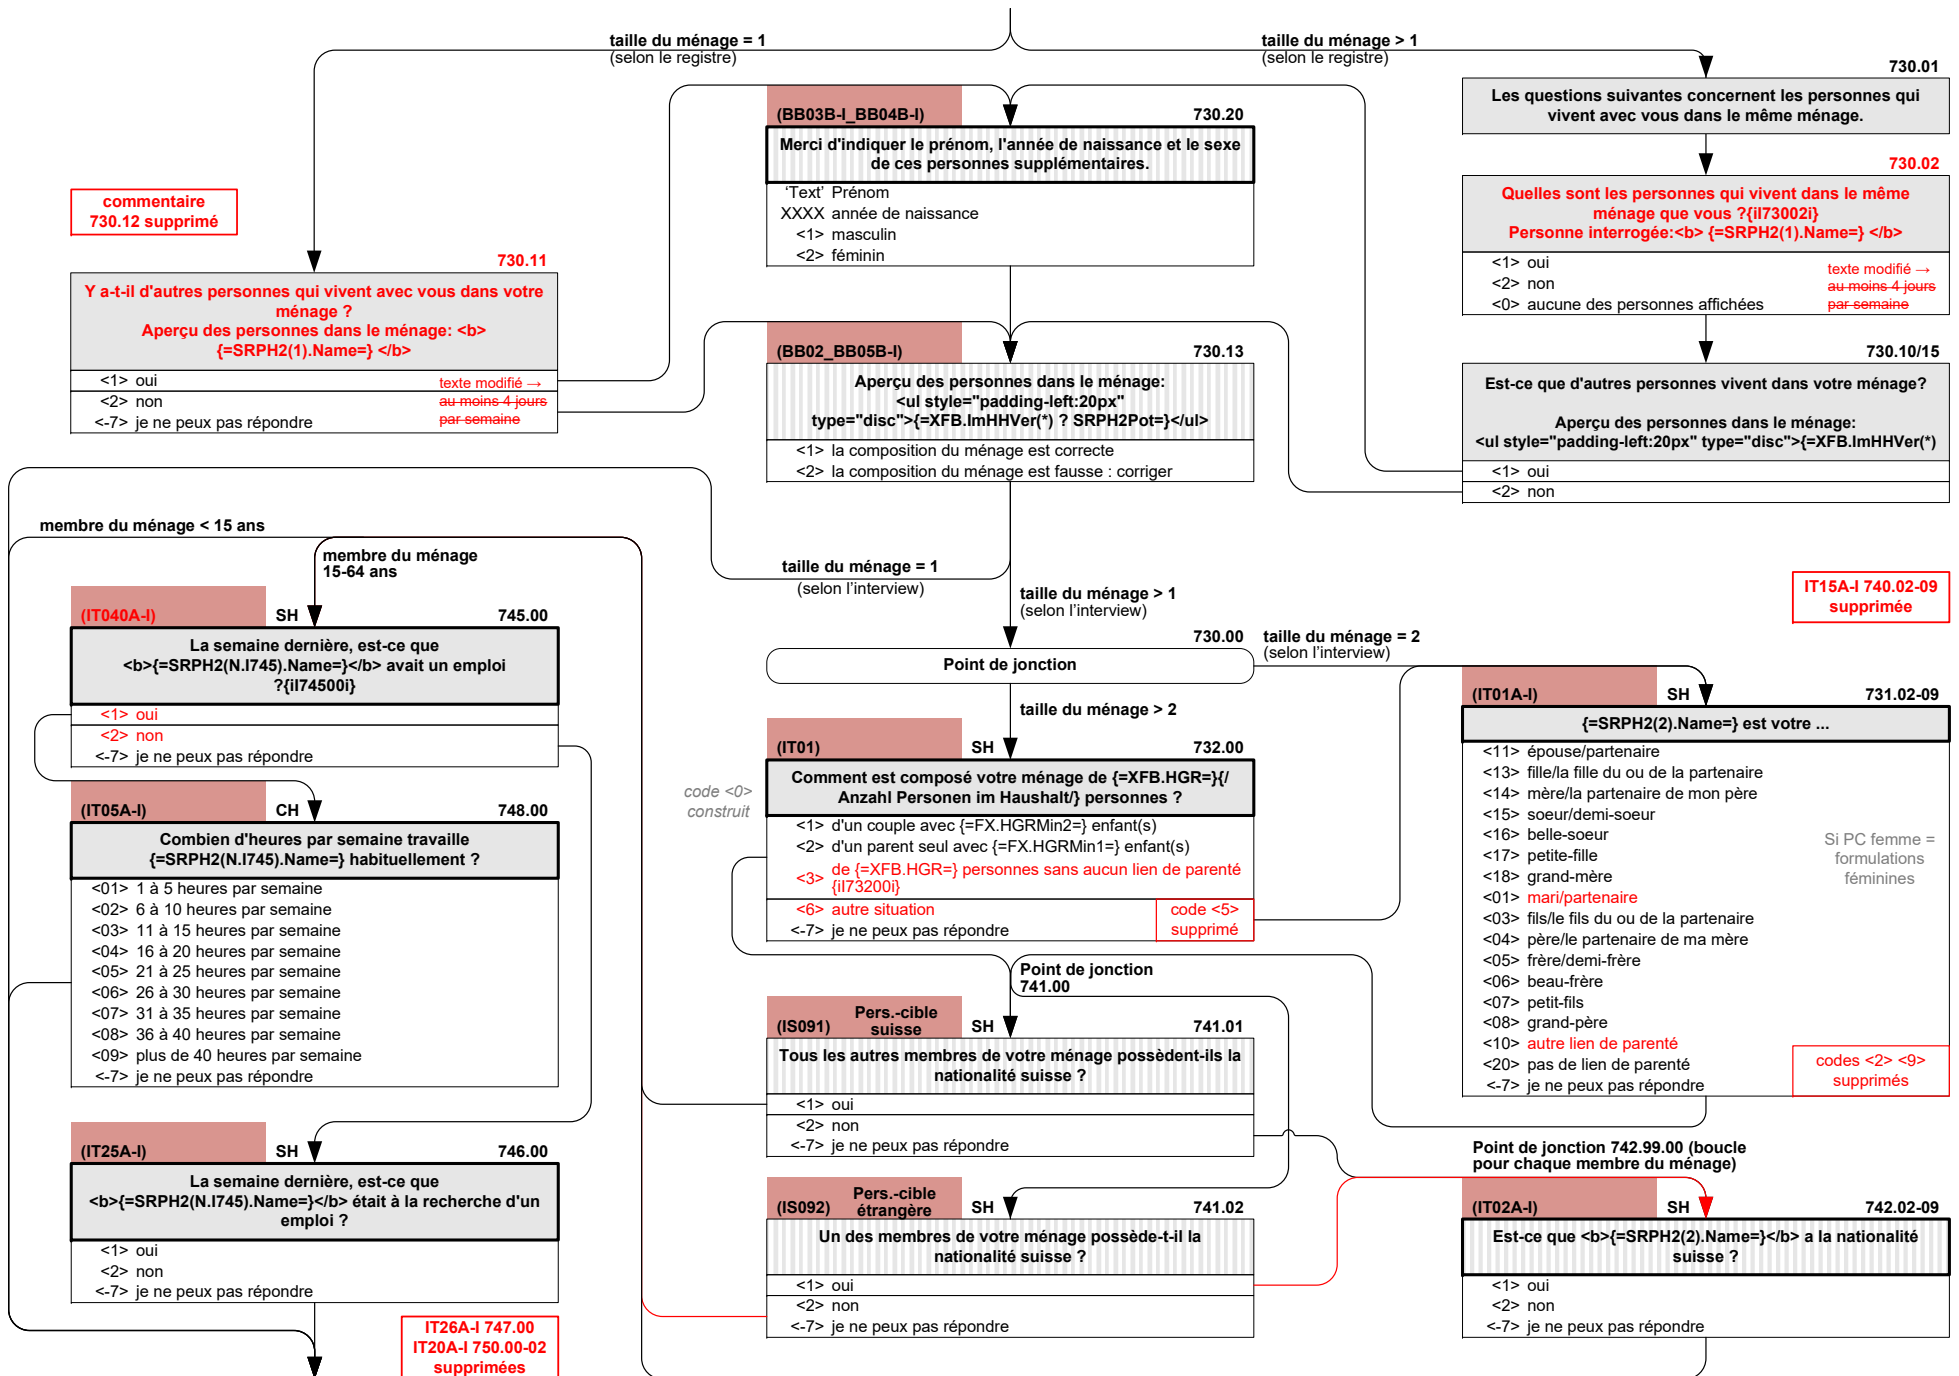 taille du ménage = 1
(selon le registre)
taille du ménage > 1
(selon le registre)
730.01
Les questions suivantes concernent les personnes qui
vivent avec vous dans le même ménage.
(BB03B-I_BB04B-I)
730.20
Merci d'indiquer le prénom, l'année de naissance et le sexe
de ces personnes supplémentaires.
'Text' Prénom
XXXX année de naissance
<1> masculin
<2> féminin
730.02
Quelles sont les personnes qui vivent dans le même
ménage que vous ?{iI73002i}
Personne interrogée:<b> {=SRPH2(1).Name=} </b>
<1> oui
<2> non
<0> aucune des personnes affichées
texte modifié →
au moins 4 jours
par semaine
commentaire
730.12 supprimé
730.11
Y a-t-il d'autres personnes qui vivent avec vous dans votre
ménage ?
Aperçu des personnes dans le ménage: <b>
{=SRPH2(1).Name=} </b>
<1> oui
<2> non
<-7> je ne peux pas répondre
texte modifié →
au moins 4 jours
par semaine
(BB02_BB05B-I)
730.13
Aperçu des personnes dans le ménage:
<ul style="padding-left:20px"
type="disc">{=XFB.ImHHVer(*) ? SRPH2Pot=}</ul>
<1> la composition du ménage est correcte
<2> la composition du ménage est fausse : corriger
730.10/15
Est-ce que d'autres personnes vivent dans votre ménage?
Aperçu des personnes dans le ménage:
<ul style="padding-left:20px" type="disc">{=XFB.ImHHVer(*)
<1> oui
<2> non
membre du ménage < 15 ans
membre du ménage
15-64 ans
taille du ménage = 1
(selon l'interview)
taille du ménage > 1
(selon l'interview)
IT15A-I 740.02-09
supprimée
(IT040A-I)
SH
745.00
La semaine dernière, est-ce que
<b>{=SRPH2(N.I745).Name=}</b> avait un emploi
?{iI74500i}
<1> oui
<2> non
<-7> je ne peux pas répondre
730.00
Point de jonction
taille du ménage = 2
(selon l'interview)
taille du ménage > 2
(IT01A-I)
SH
731.02-09
{=SRPH2(2).Name=} est votre ...
<11> épouse/partenaire
<13> fille/la fille du ou de la partenaire
<14> mère/la partenaire de mon père
<15> soeur/demi-soeur
<16> belle-soeur
<17> petite-fille
<18> grand-mère
<01> mari/partenaire
<03> fils/le fils du ou de la partenaire
<04> père/le partenaire de ma mère
<05> frère/demi-frère
<06> beau-frère
<07> petit-fils
<08> grand-père
<10> autre lien de parenté
<20> pas de lien de parenté
<-7> je ne peux pas répondre
Si PC femme =
formulations
féminines
codes <2> <9>
supprimés
(IT01)
SH
732.00
Comment est composé votre ménage de {=XFB.HGR=}{/
Anzahl Personen im Haushalt/} personnes ?
code <0>
construit
<1> d'un couple avec {=FX.HGRMin2=} enfant(s)
<2> d'un parent seul avec {=FX.HGRMin1=} enfant(s)
<3> de {=XFB.HGR=} personnes sans aucun lien de parenté
{iI73200i}
<6> autre situation
<-7> je ne peux pas répondre
code <5>
supprimé
(IT05A-I)
CH
748.00
Combien d'heures par semaine travaille
{=SRPH2(N.I745).Name=} habituellement ?
<01> 1 à 5 heures par semaine
<02> 6 à 10 heures par semaine
<03> 11 à 15 heures par semaine
<04> 16 à 20 heures par semaine
<05> 21 à 25 heures par semaine
<06> 26 à 30 heures par semaine
<07> 31 à 35 heures par semaine
<08> 36 à 40 heures par semaine
<09> plus de 40 heures par semaine
<-7> je ne peux pas répondre
Point de jonction
741.00
(IS091)
Pers.-cible
suisse
SH
741.01
Tous les autres membres de votre ménage possèdent-ils la
nationalité suisse ?
<1> oui
<2> non
<-7> je ne peux pas répondre
(IT25A-I)
SH
746.00
La semaine dernière, est-ce que
<b>{=SRPH2(N.I745).Name=}</b> était à la recherche d'un
emploi ?
<1> oui
<2> non
<-7> je ne peux pas répondre
IT26A-I 747.00
IT20A-I 750.00-02
supprimées
(IS092)
Pers.-cible
étrangère
SH
741.02
Un des membres de votre ménage possède-t-il la
nationalité suisse ?
<1> oui
<2> non
<-7> je ne peux pas répondre
Point de jonction 742.99.00 (boucle
pour chaque membre du ménage)
(IT02A-I)
SH
742.02-09
Est-ce que <b>{=SRPH2(2).Name=}</b> a la nationalité
suisse ?
<1> oui
<2> non
<-7> je ne peux pas répondre